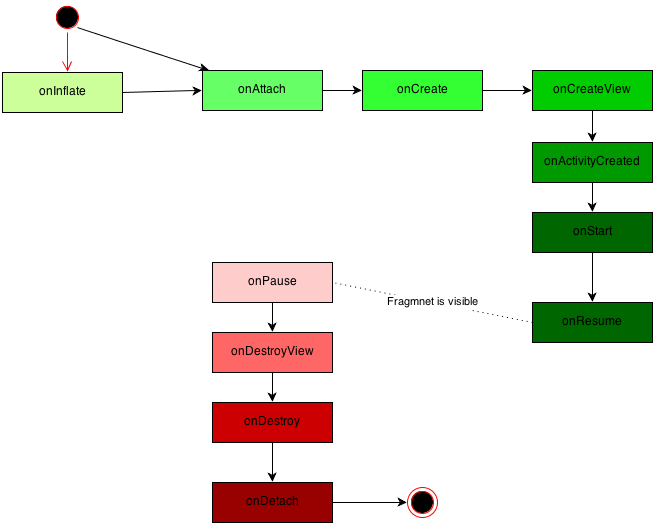 onInflate
onAttach
onCreate
onCreateView
onActivityCreated
onStart
onPause
Fragmnet is visible
onResume
onDestroyView
onDestroy
onDetach